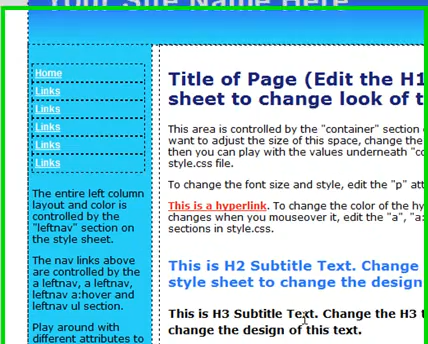 Your Site Name Here
Home
Links
Links
Links
Links
Links
The entire left column
layout and color is
controlled by the
"leftnav" section on
the style sheet.
The nav links above
are controlled by the
a leftnav, a leftnav,
leftnav a:hover and
leftnav ul section.
Play around with
different attributes to
Title of Page (Edit the H1
sheet to change look of t
This area is controlled by the "container" section
want to adjust the size of this space, change the
then you can play with the values underneath "co
style.css file.
To change the font size and style, edit the "p" att
This is a hyperlink. To change the color of the hy
changes when you mouseover it, edit the "a", "a:
sections in style.css.
This is H2 Subtitle Text. Change
style sheet to change the design
This is H3 Subtitle Text. Change the H3 t
change the design of this text.